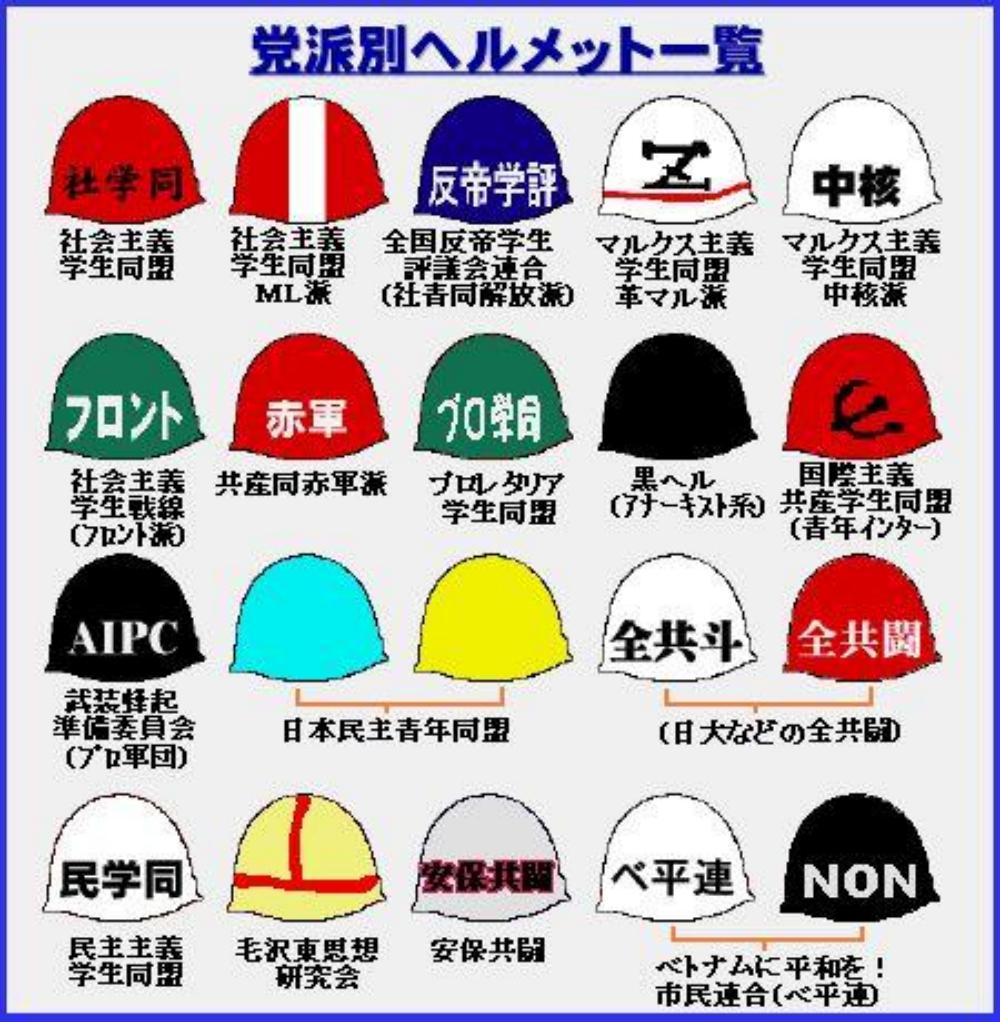 党派別ヘルメット一覧
社学同
反帝学評
Z
中核
社会主義
学生同盟
社会主義
学生同盟
ML派
全国反帝学生
評議会連合
(社青同解放派)
マルクス主義
学生同盟
革マル派
マルクス主義
学生同盟
中核派
フロント
赤軍
プロ学同
社会主義
学生戦線
(フロント派)
共産同赤軍派
プロレタリア
学生同盟
黒ヘル
(アナーキスト系)
国際主義
共産学生同盟
(青年インター)
AIPC
全共斗
全共闘
武装蜂起
準備委員会
(プロ軍団)
日本民主青年同盟
(日大などの全共闘)
民学同
安保共闘
べ平連
NON
民主主義
学生同盟
毛沢東思想
研究会
安保共闘
ベトナムに平和を!
市民連合(べ平連)